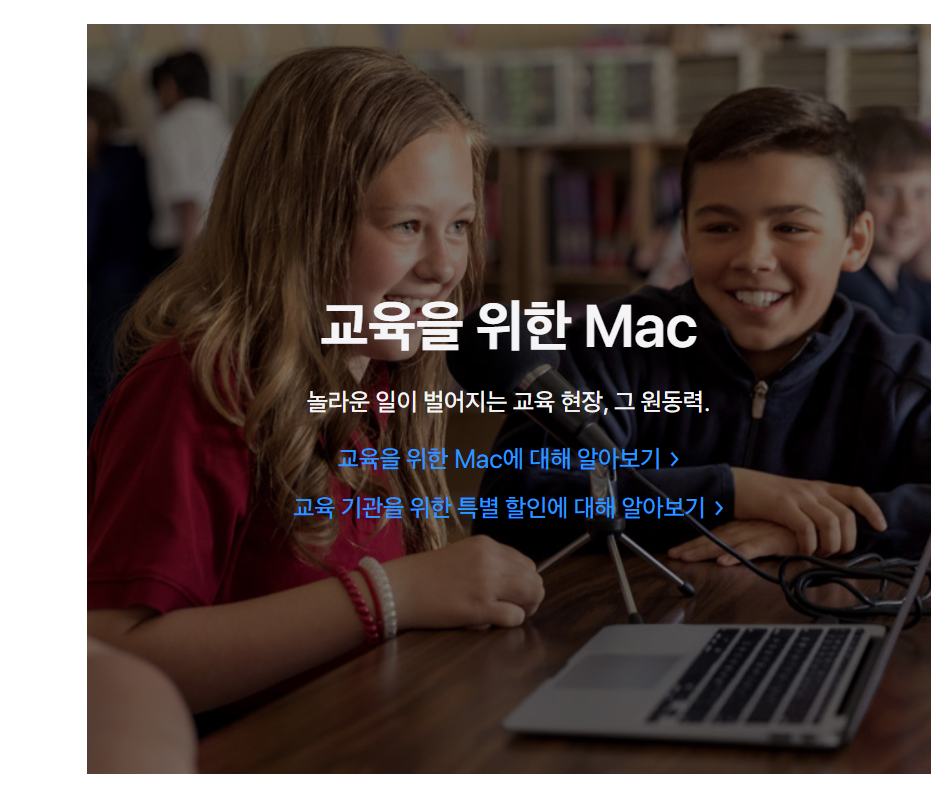 교육을 위한 Mac
놀라운 일이 벌어지는 교육 현장, 그 원동력.
교육을 위한 Mac에 대해 알아보기 >
교육 기관을 위한 특별 할인에 대해 알아보기 >